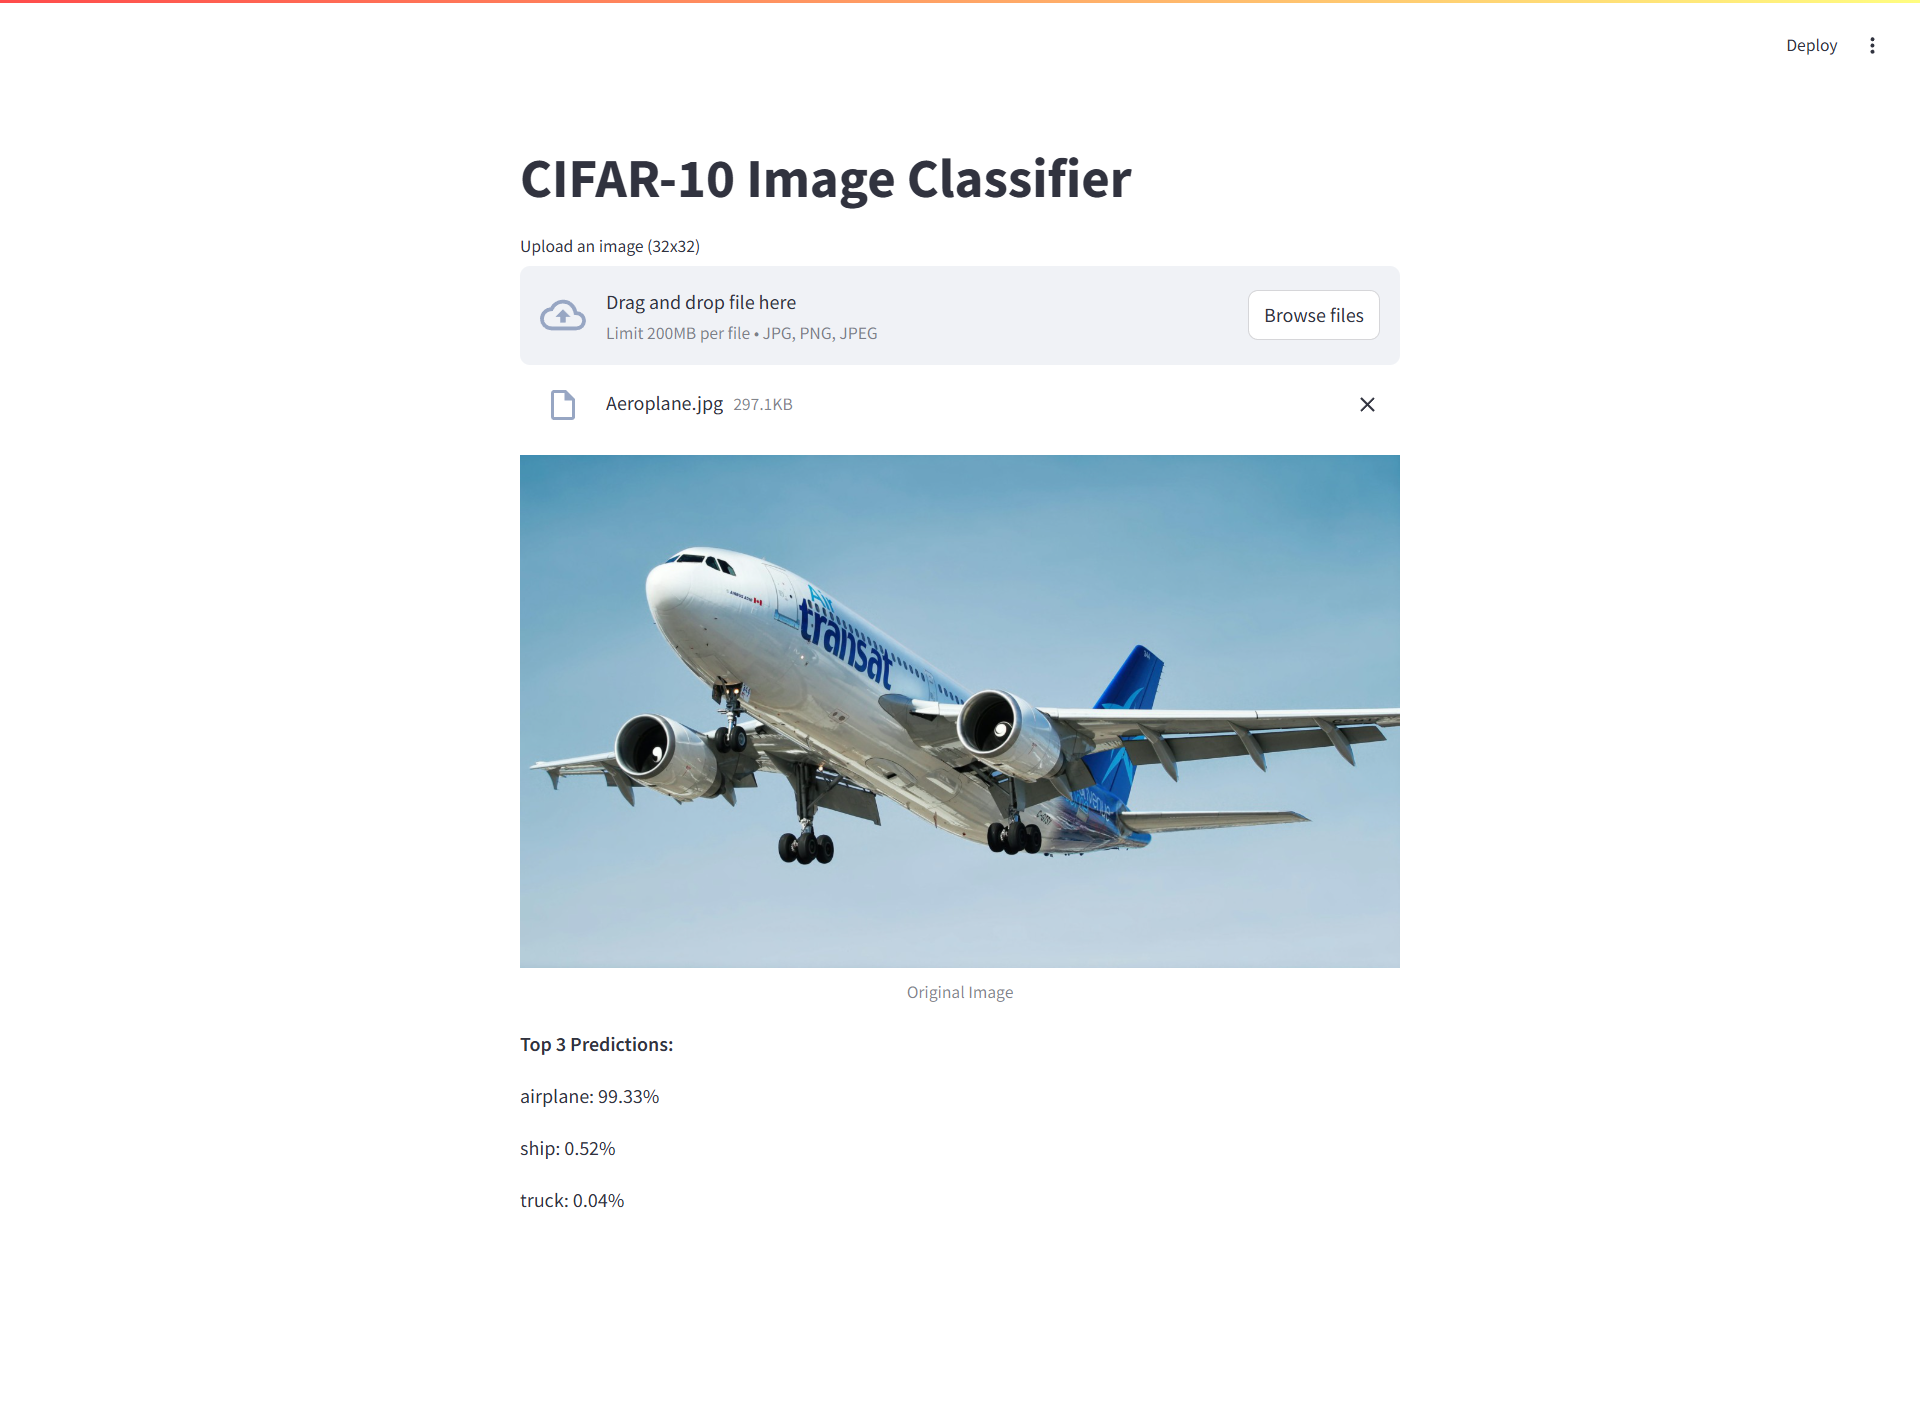 Deploy
CIFAR-10 Image Classifier
Upload an image (32x32)
Drag and drop file here
Limit 200MB per file • JPG, PNG, JPEG
Browse files
Aeroplane.jpg 297.1KB
Air
transat
Original Image
Top 3 Predictions:
airplane: 99.33%
ship: 0.52%
truck: 0.04%